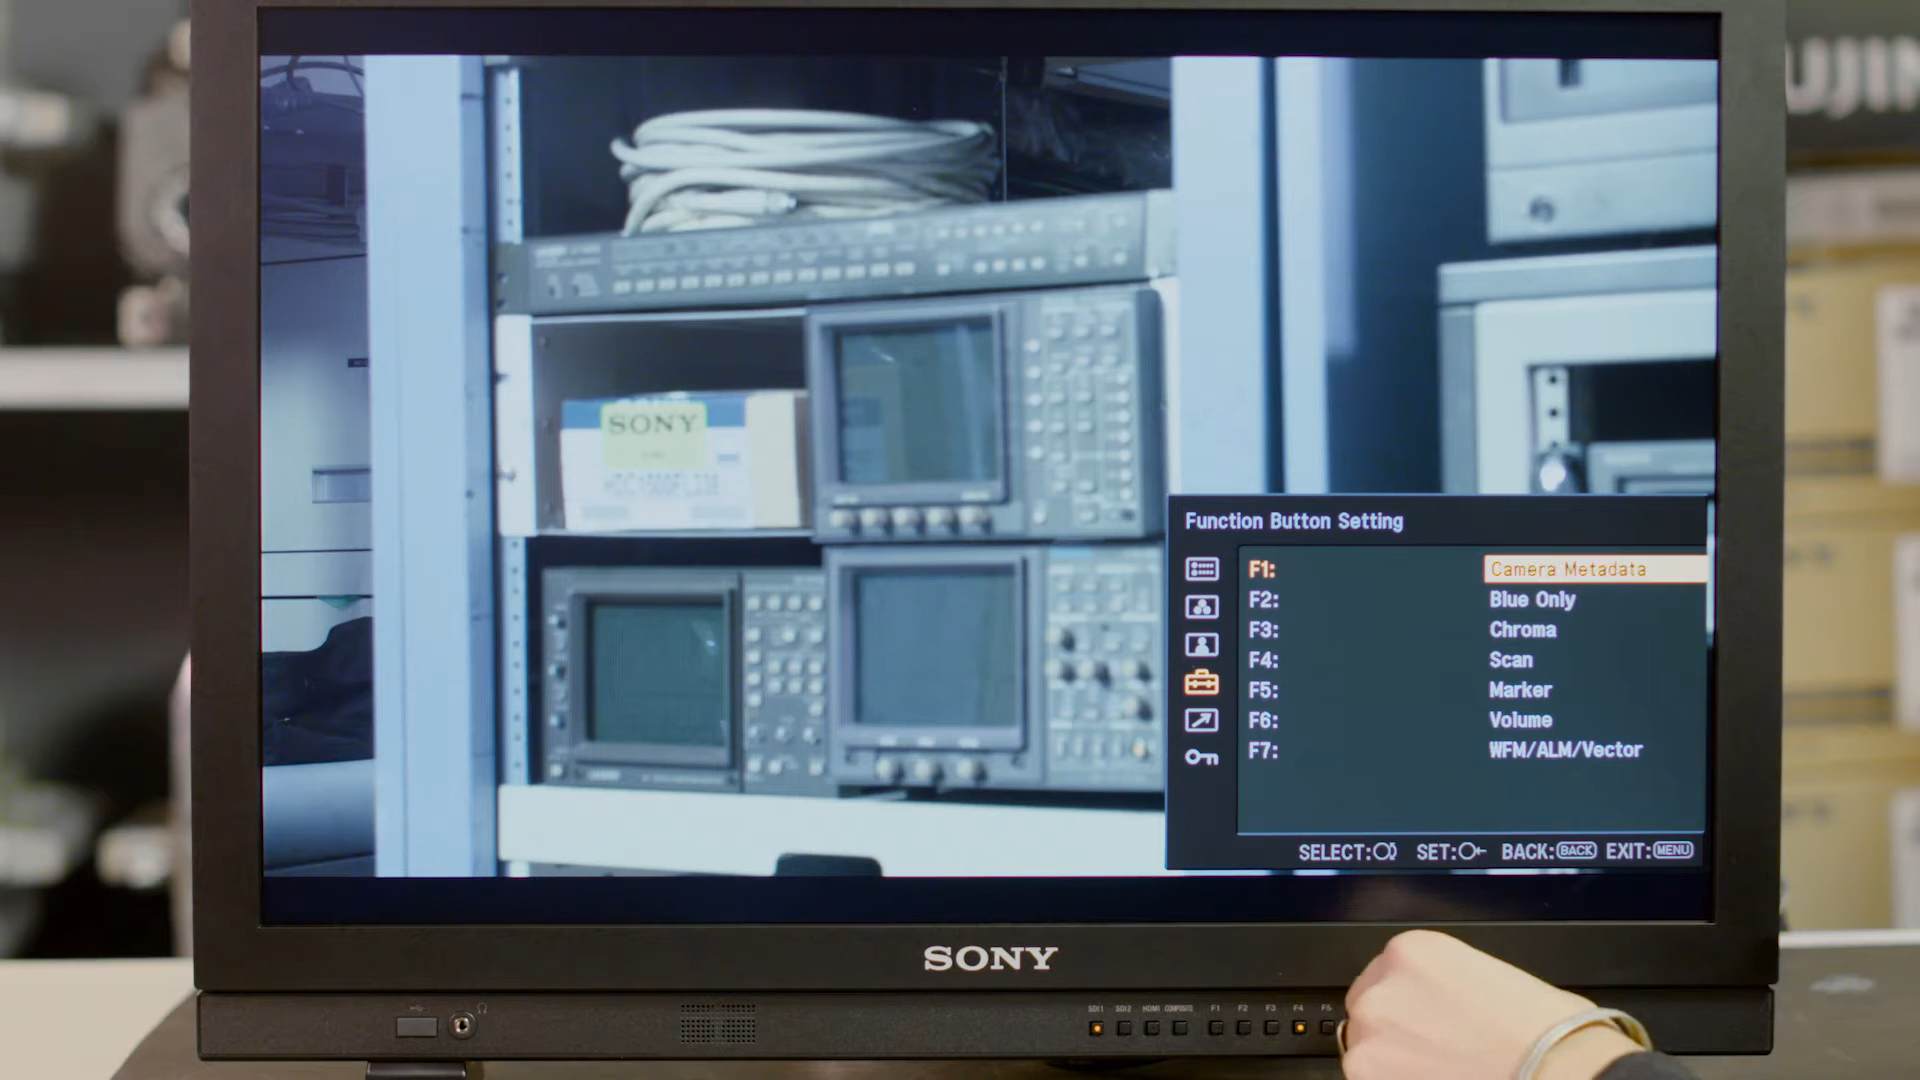 UJIN
SONY
Function Button Setting
F1: Camera Metadata
F2: Blue Only
F3: Chroma
F4: Scan
F5: Marker
F6: Volume
F7: WFM/ALM/Vector
SELECT: SET: BACK:BACK EXIT:MENU
SONY
SDI1 SDI2 HDMI COMPOSITE F1 F2 F3 F4 F5